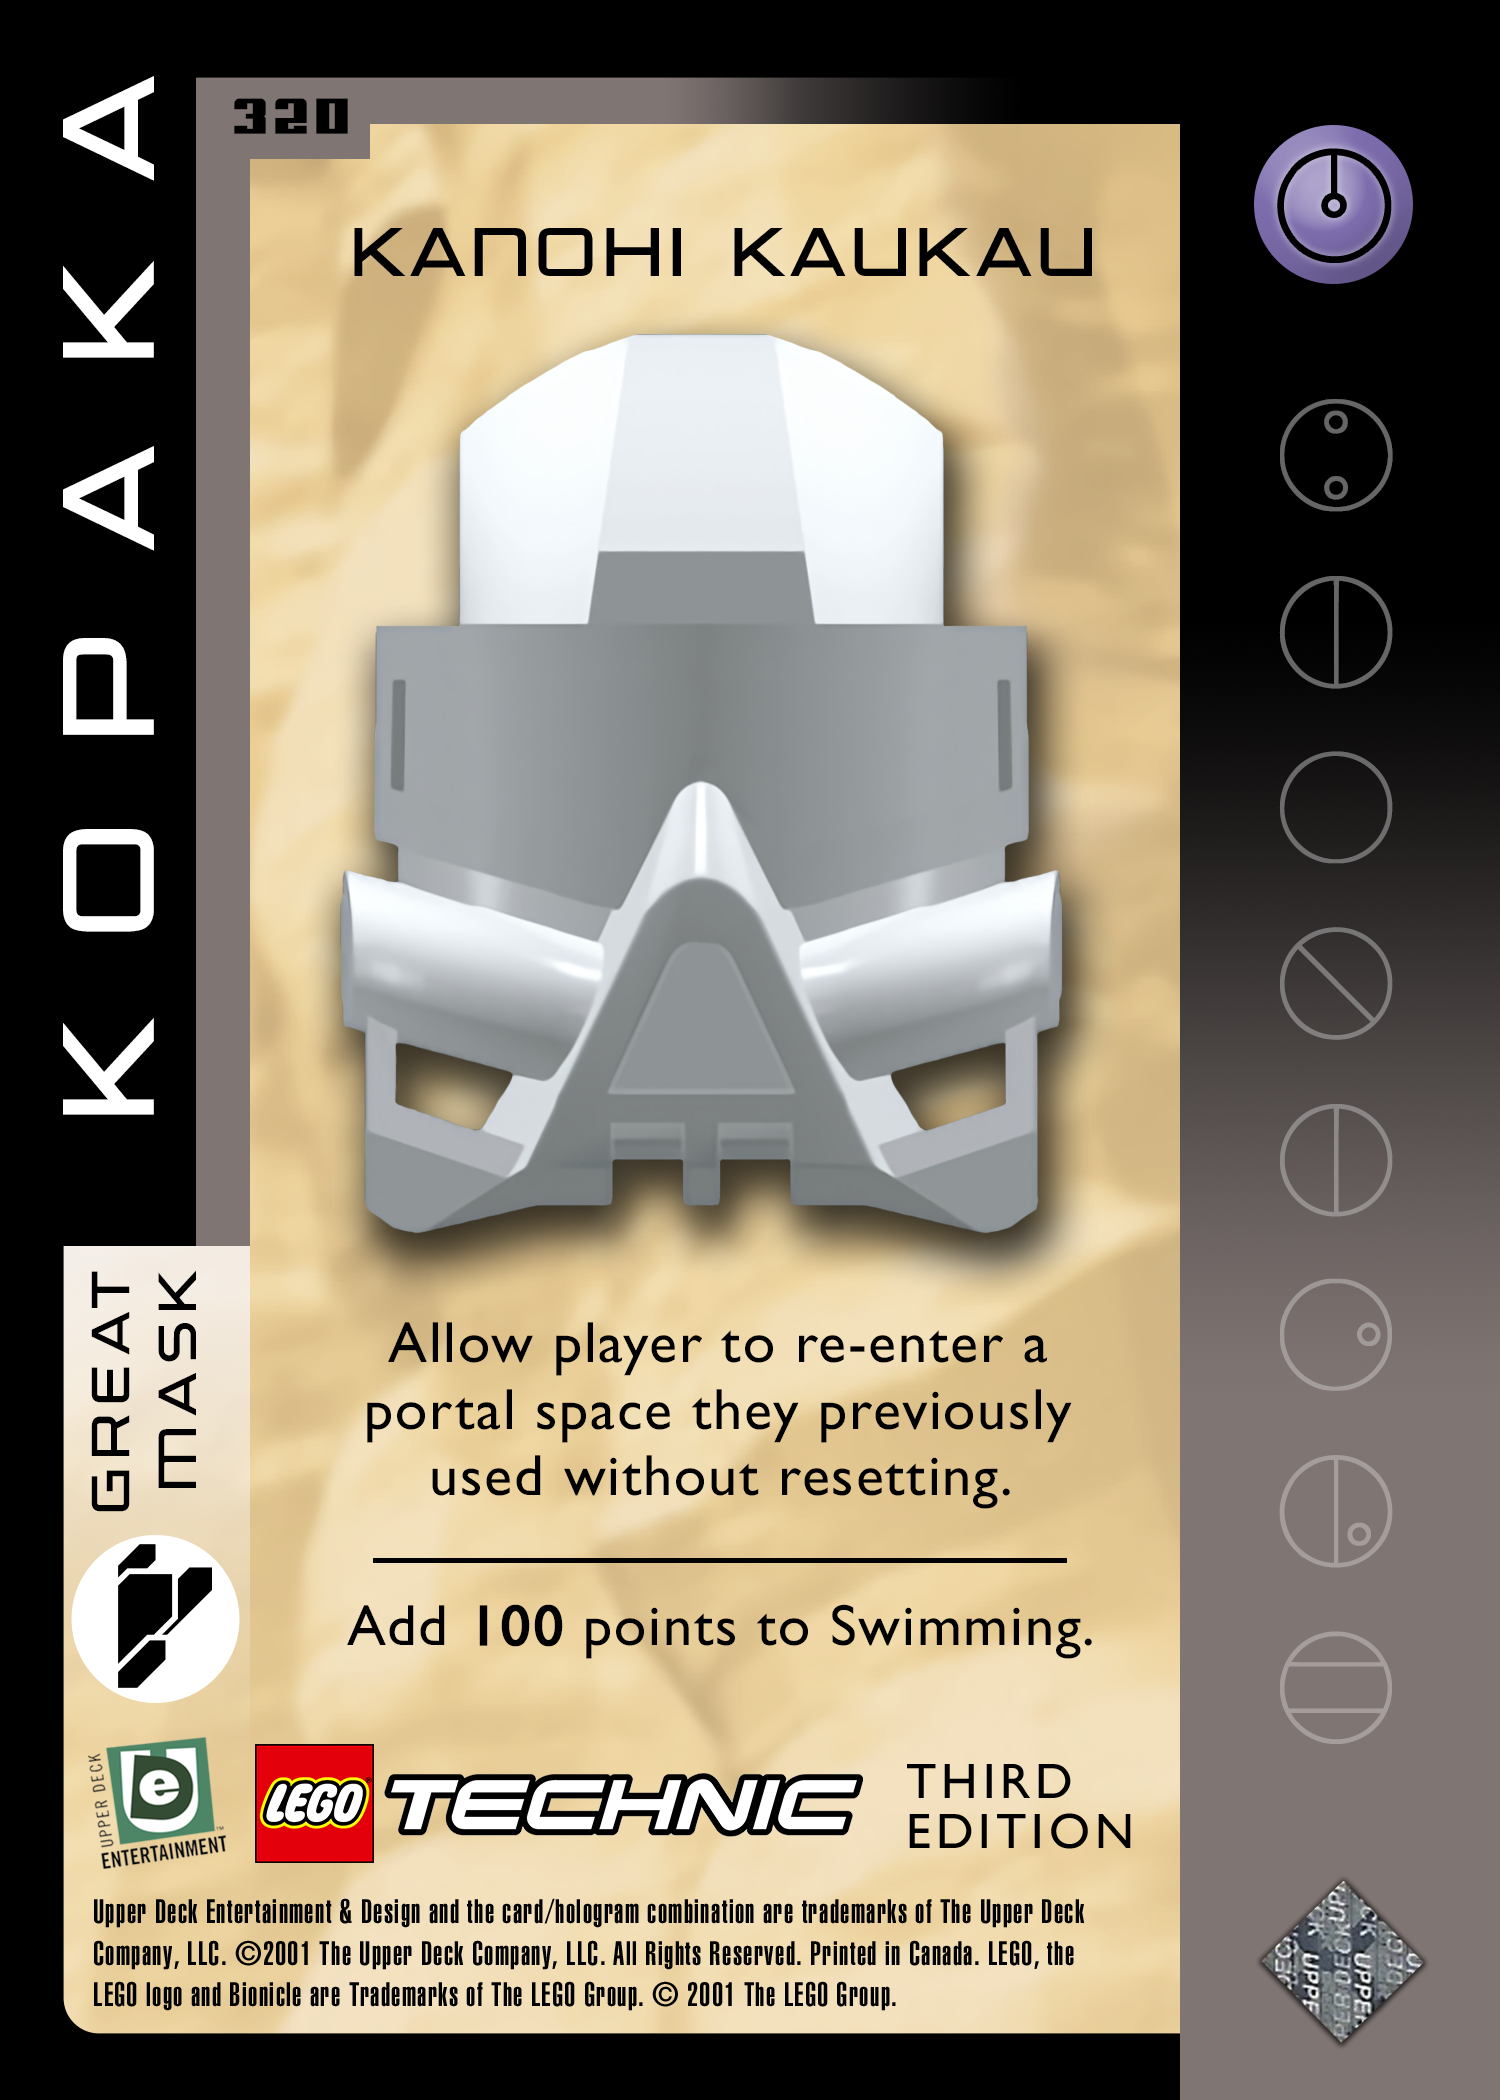 320
KOPAKA
KANOHI KAUKAU
GREAT
MASK
Allow player to re-enter a
portal space they previously
used without resetting.
Add 100 points to Swimming.
UPPER DECK
ENTERTAINMENT™
LEGO TECHNIC
THIRD
EDITION
Upper Deck Entertainment & Design and the card/hologram combination are trademarks of The Upper Deck
Company, LLC. ©2001 The Upper Deck Company, LLC. All Rights Reserved. Printed in Canada. LEGO, the
LEGO logo and Bionicle are Trademarks of The LEGO Group. © 2001 The LEGO Group.